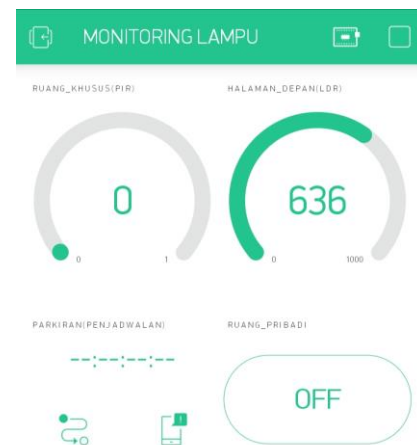 MONITORING LAMPU
RUANG_KHUSUS(PIR)
HALAMAN_DEPAN(LDR)
0
636
0 1
0 1000
PARKIRAN(PENJADWALAN)
RUANG_PRIBADI
--:--:--
OFF